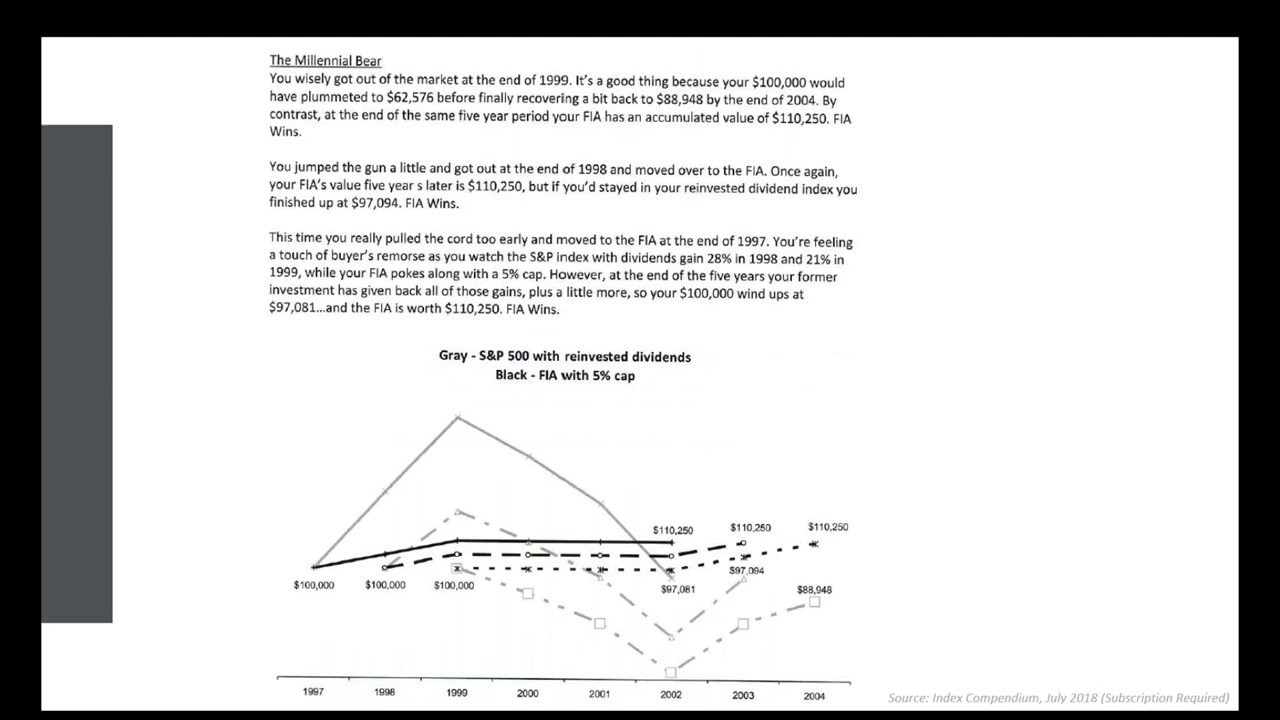 The Millennial Bear
You wisely got out of the market at the end of 1999. It's a good thing because your $100,000 would
have plummeted to $62,576 before finally recovering a bit back to $88,948 by the end of 2004. By
contrast, at the end of the same five year period your FIA has an accumulated value of $110,250. FIA
Wins.
You jumped the gun a little and got out at the end of 1998 and moved over to the FIA. Once again,
your FIA's value five year s later is $110,250, but if you'd stayed in your reinvested dividend index you
finished up at $97,094. FIA Wins.
This time you really pulled the cord too early and moved to the FIA at the end of 1997. You're feeling
a touch of buyer's remorse as you watch the S&P index with dividends gain 28% in 1998 and 21% in
1999, while your FIA pokes along with a 5% cap. However, at the end of the five years your former
investment has given back all of those gains, plus a little more, so your $100,000 wind ups at
$97,081...and the FIA is worth $110,250. FIA Wins.
Gray - S&P 500 with reinvested dividends
Black - FIA with 5% cap
$110,250 $110,250 $110,250
$97,094
$100,000 $100,000 $100,000 $97,081 $88,948
1997 1998 1999 2000 2001 2002 2003 2004
Source: Index Compendium, July 2018 (Subscription Required)